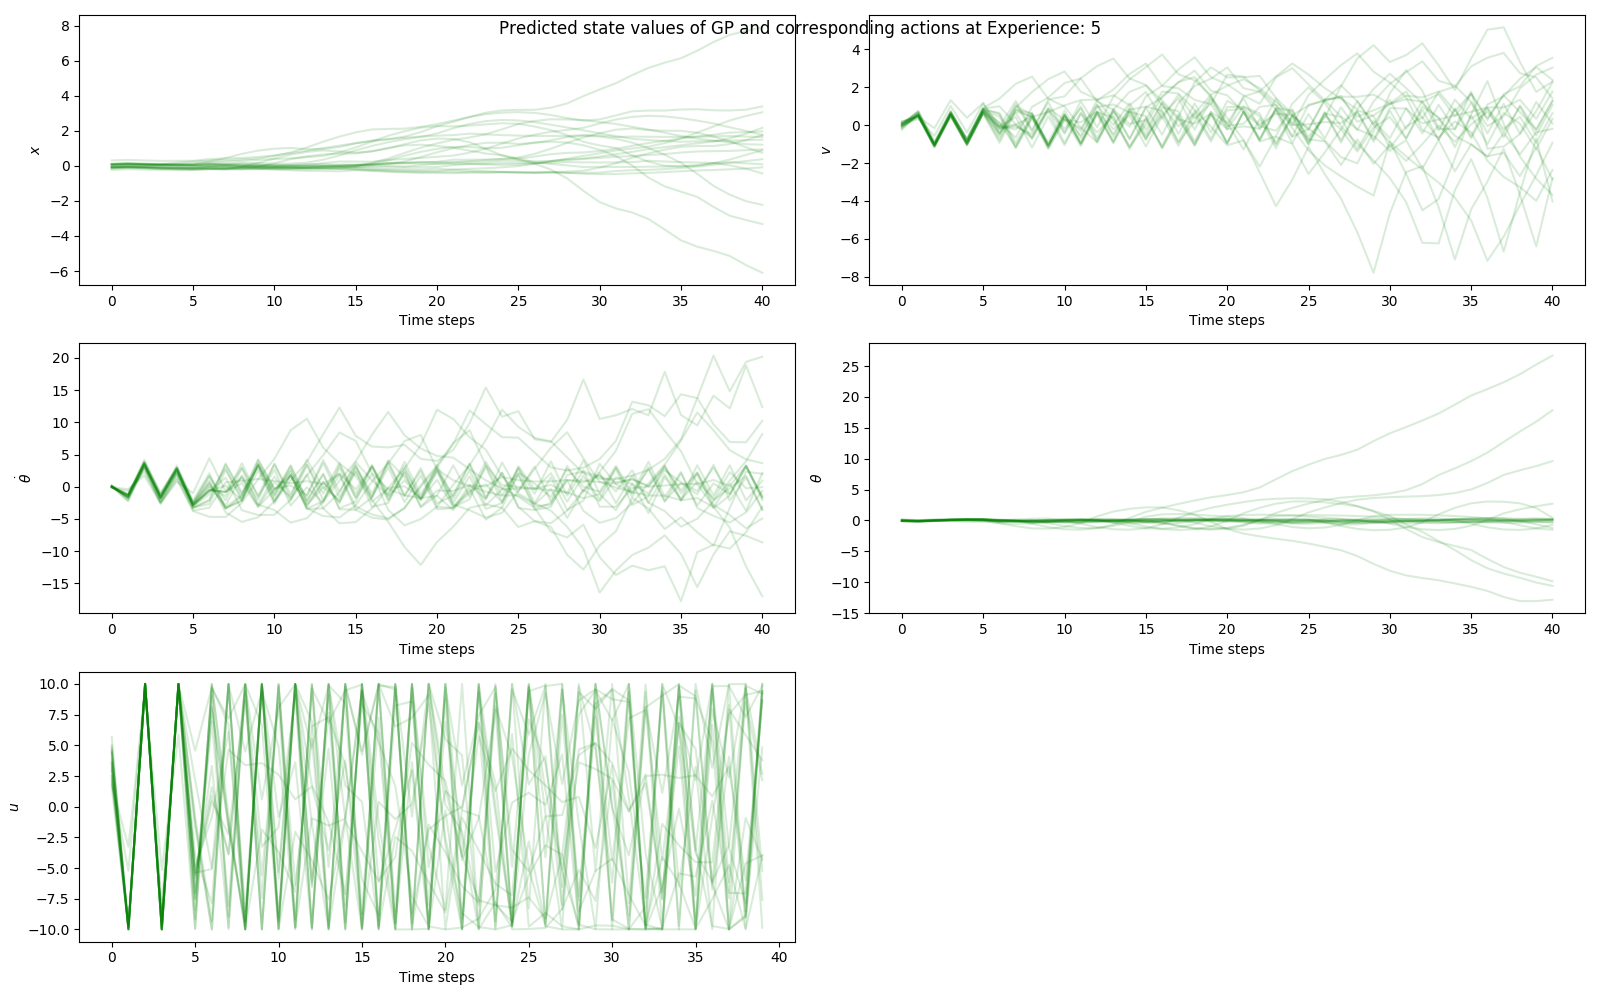 Predicted state values of GP and corresponding actions at Experience: 5
8
6
4
2
0
−2
−4
−6
x
0 5 10 15 20 25 30 35 40
Time steps
4
2
0
−2
−4
−6
−8
v
0 5 10 15 20 25 30 35 40
Time steps
20
15
10
5
0
−5
−10
−15
θ̇
0 5 10 15 20 25 30 35 40
Time steps
25
20
15
10
5
0
−5
−10
−15
θ
0 5 10 15 20 25 30 35 40
Time steps
10.0
7.5
5.0
2.5
0.0
−2.5
−5.0
−7.5
−10.0
u
0 5 10 15 20 25 30 35 40
Time steps